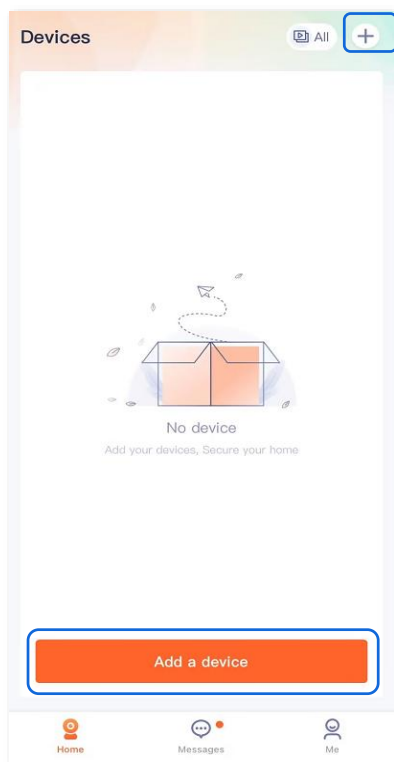 Devices
All
No device
Add your devices, Secure your home
Add a device
Home
Messages
Me